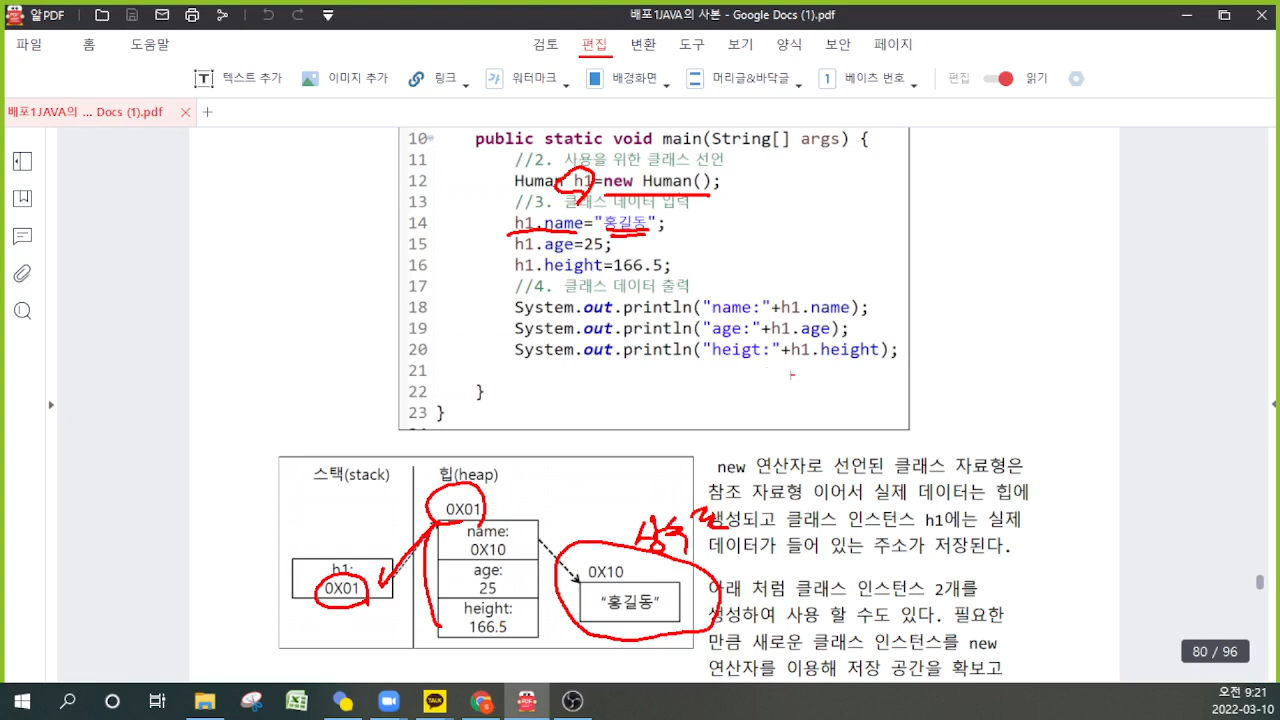 알PDF
배포1JAVA의 사본 - Google Docs (1).pdf
파일 홈 도움말 검토 편집 변환 도구 보기 양식 보안 페이지
텍스트 추가 이미지 추가 링크 워터마크 배경화면 머리글&바닥글 베이츠 번호 편집 읽기
배포1JAVA의 ... Docs (1).pdf
10 public static void main(String[] args) {
11 //2. 사용을 위한 클래스 선언
12 Human h1=new Human();
13 //3. 클래스 데이터 입력
14 h1.name="홍길동";
15 h1.age=25;
16 h1.height=166.5;
17 //4. 클래스 데이터 출력
18 System.out.println("name:"+h1.name);
19 System.out.println("age:"+h1.age);
20 System.out.println("heigt:"+h1.height);
21
22 }
23 }
스택(stack) 힙(heap)
0X01
name:
0X10
age:
25
height:
166.5
h1:
0X01
0X10
"홍길동"
new 연산자로 선언된 클래스 자료형은
참조 자료형 이어서 실제 데이터는 힙에
생성되고 클래스 인스턴스 h1에는 실제
데이터가 들어 있는 주소가 저장된다.
아래 처럼 클래스 인스턴스 2개를
생성하여 사용 할 수도 있다. 필요한
만큼 새로운 클래스 인스턴스를 new
연산자를 이용해 저장 공간을 확보고
80 / 96
오전 9:21
2022-03-10